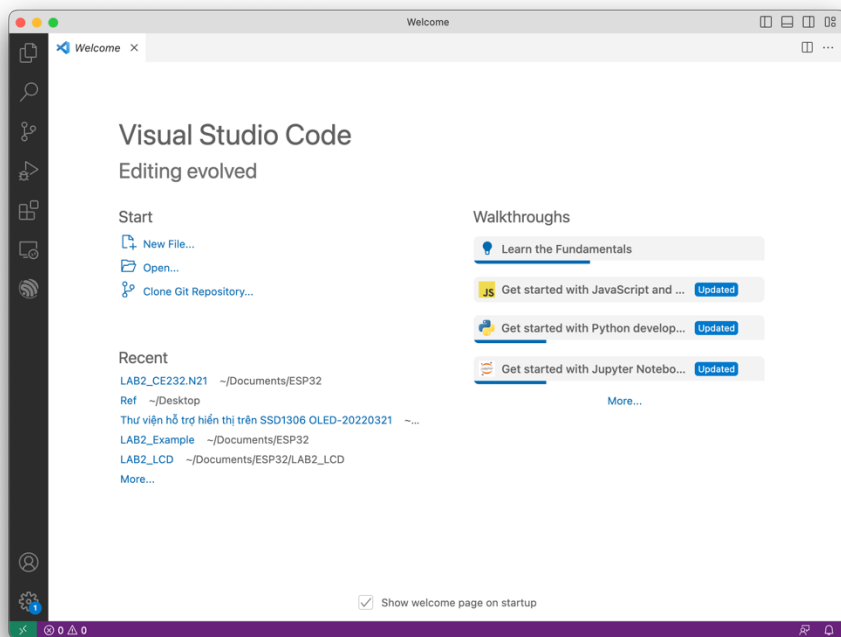 Welcome
Welcome
Visual Studio Code
Editing evolved
Start
New File...
Open...
Clone Git Repository...
Recent
LAB2_CE232.N21 ~/Documents/ESP32
Ref ~/Desktop
Thư viện hỗ trợ hiển thị trên SSD1306 OLED-20220321 ~...
LAB2_Example ~/Documents/ESP32
LAB2_LCD ~/Documents/ESP32/LAB2_LCD
More...
Walkthroughs
Learn the Fundamentals
JS Get started with JavaScript and ... Updated
Get started with Python develop... Updated
Get started with Jupyter Notebo... Updated
More...
Show welcome page on startup
1
0 0